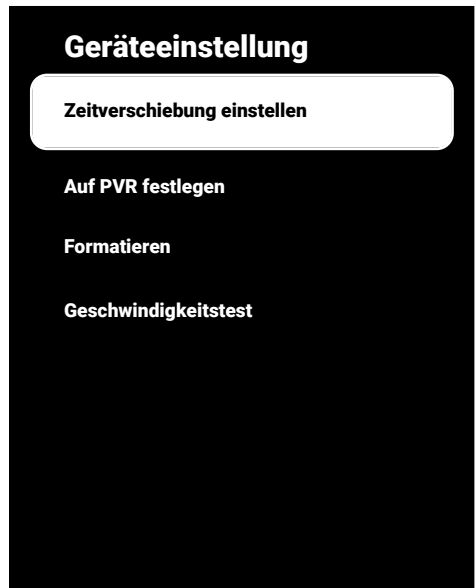 Geräteeinstellung
Zeitverschiebung einstellen
Auf PVR festlegen
Formatieren
Geschwindigkeitstest